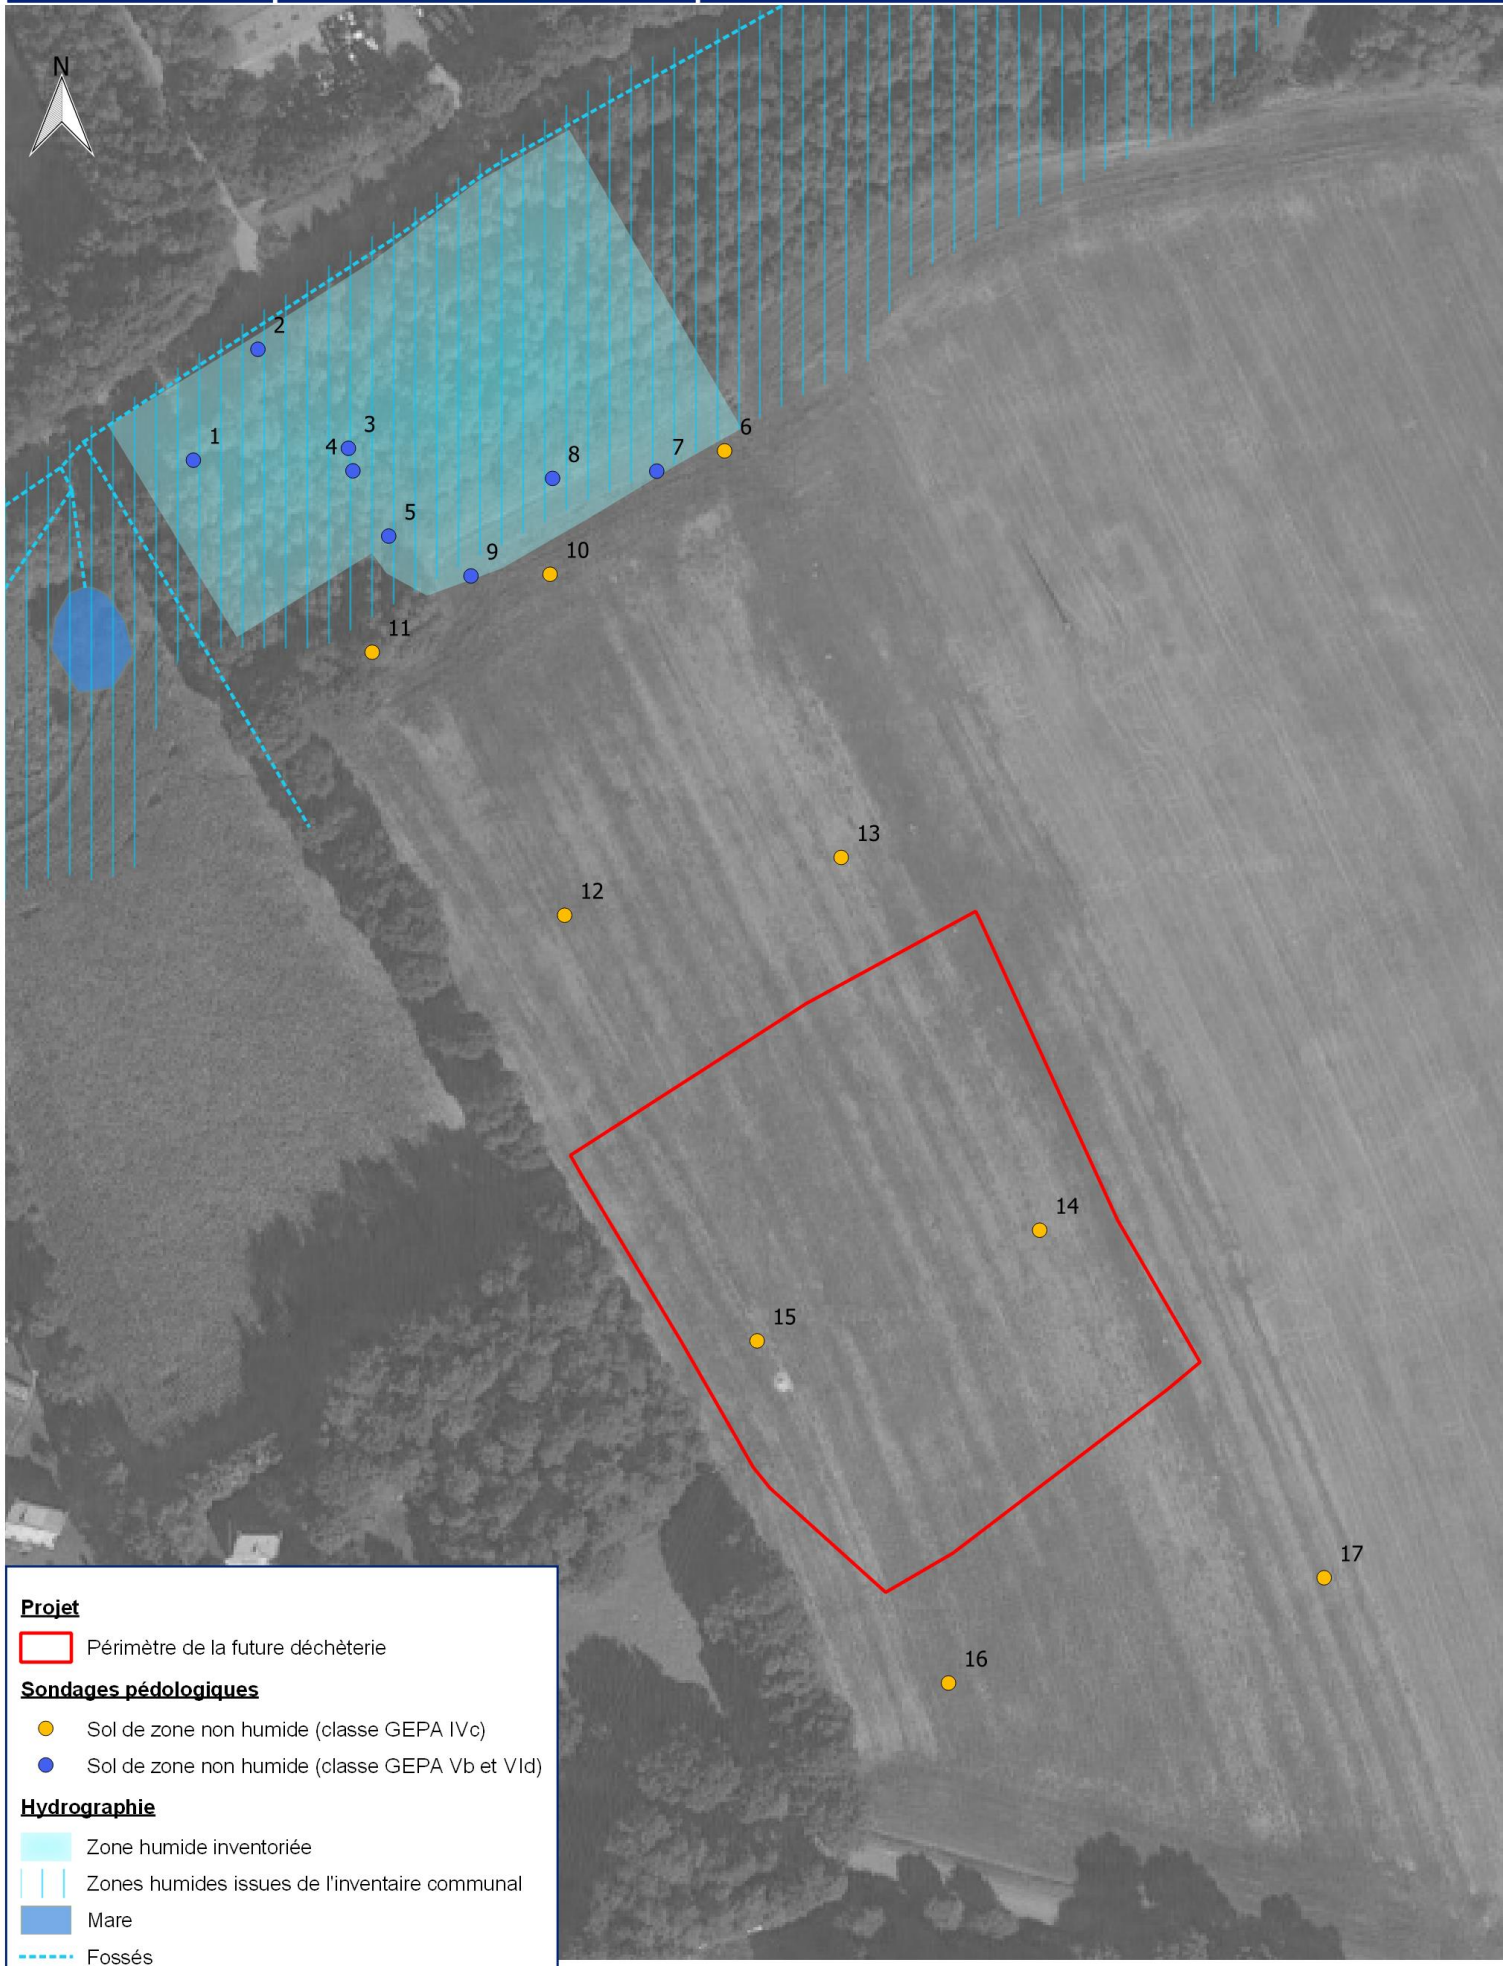 N
2
1
3
4
6
7
8
5
9
10
11
13
12
14
15
17
16
Projet
Périmètre de la future déchèterie
Sondages pédologiques
Sol de zone non humide (classe GEPA IVc)
Sol de zone non humide (classe GEPA Vb et VId)
Hydrographie
Zone humide inventoriée
Zones humides issues de l'inventaire communal
Mare
Fossés